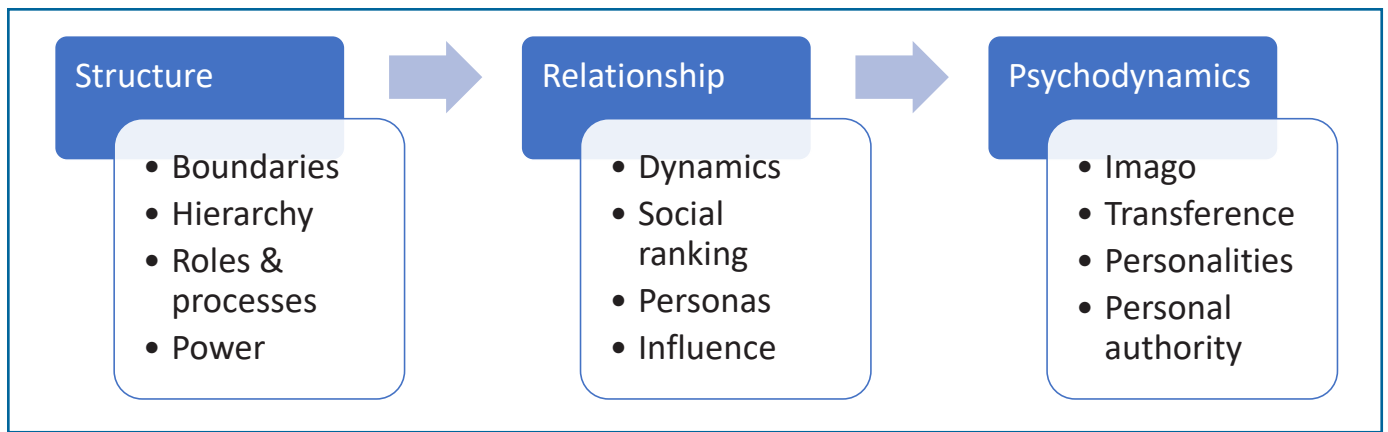 Structure
• Boundaries
• Hierarchy
• Roles &
processes
• Power
Relationship
• Dynamics
• Social
ranking
• Personas
• Influence
Psychodynamics
• Imago
• Transference
• Personalities
• Personal
authority